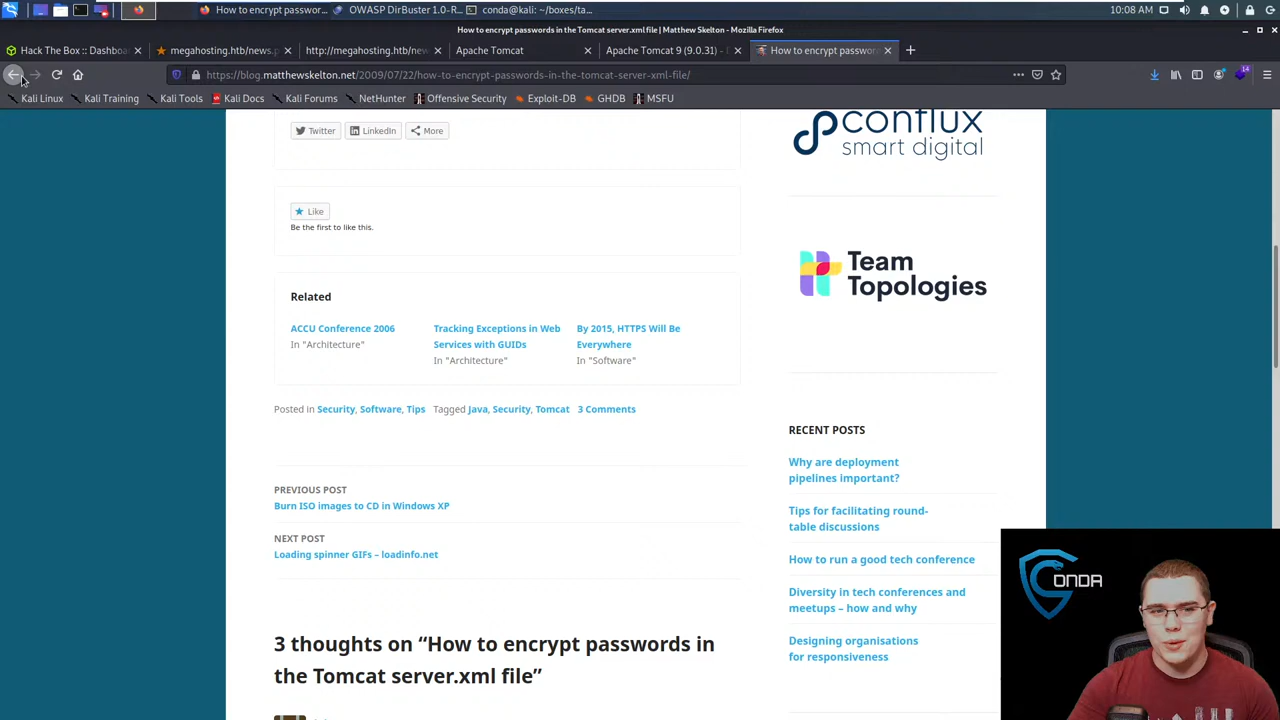 How to encrypt passwor…
OWASP DirBuster 1.0-R…
conda@kali: ~/boxes/ta…
10:08 AM
How to encrypt passwords in the Tomcat server.xml file | Matthew Skelton - Mozilla Firefox
Hack The Box :: Dashboa
megahosting.htb/news.p
http://megahosting.htb/new
Apache Tomcat
Apache Tomcat 9 (9.0.31) - D
How to encrypt password
https://blog.matthewskelton.net/2009/07/22/how-to-encrypt-passwords-in-the-tomcat-server-xml-file/
14
Kali Linux
Kali Training
Kali Tools
Kali Docs
Kali Forums
NetHunter
Offensive Security
Exploit-DB
GHDB
MSFU
Twitter
LinkedIn
More
conflux
smart digital
Like
Be the first to like this.
Team
Topologies
Related
ACCU Conference 2006
In "Architecture"
Tracking Exceptions in Web
Services with GUIDs
In "Architecture"
By 2015, HTTPS Will Be
Everywhere
In "Software"
Posted in Security, Software, Tips Tagged Java, Security, Tomcat 3 Comments
RECENT POSTS
Why are deployment
pipelines important?
Tips for facilitating round-
table discussions
How to run a good tech conference
Diversity in tech conferences and
meetups – how and why
Designing organisations
for responsiveness
PREVIOUS POST
Burn ISO images to CD in Windows XP
NEXT POST
Loading spinner GIFs – loadinfo.net
3 thoughts on “How to encrypt passwords in
the Tomcat server.xml file”
CONDA